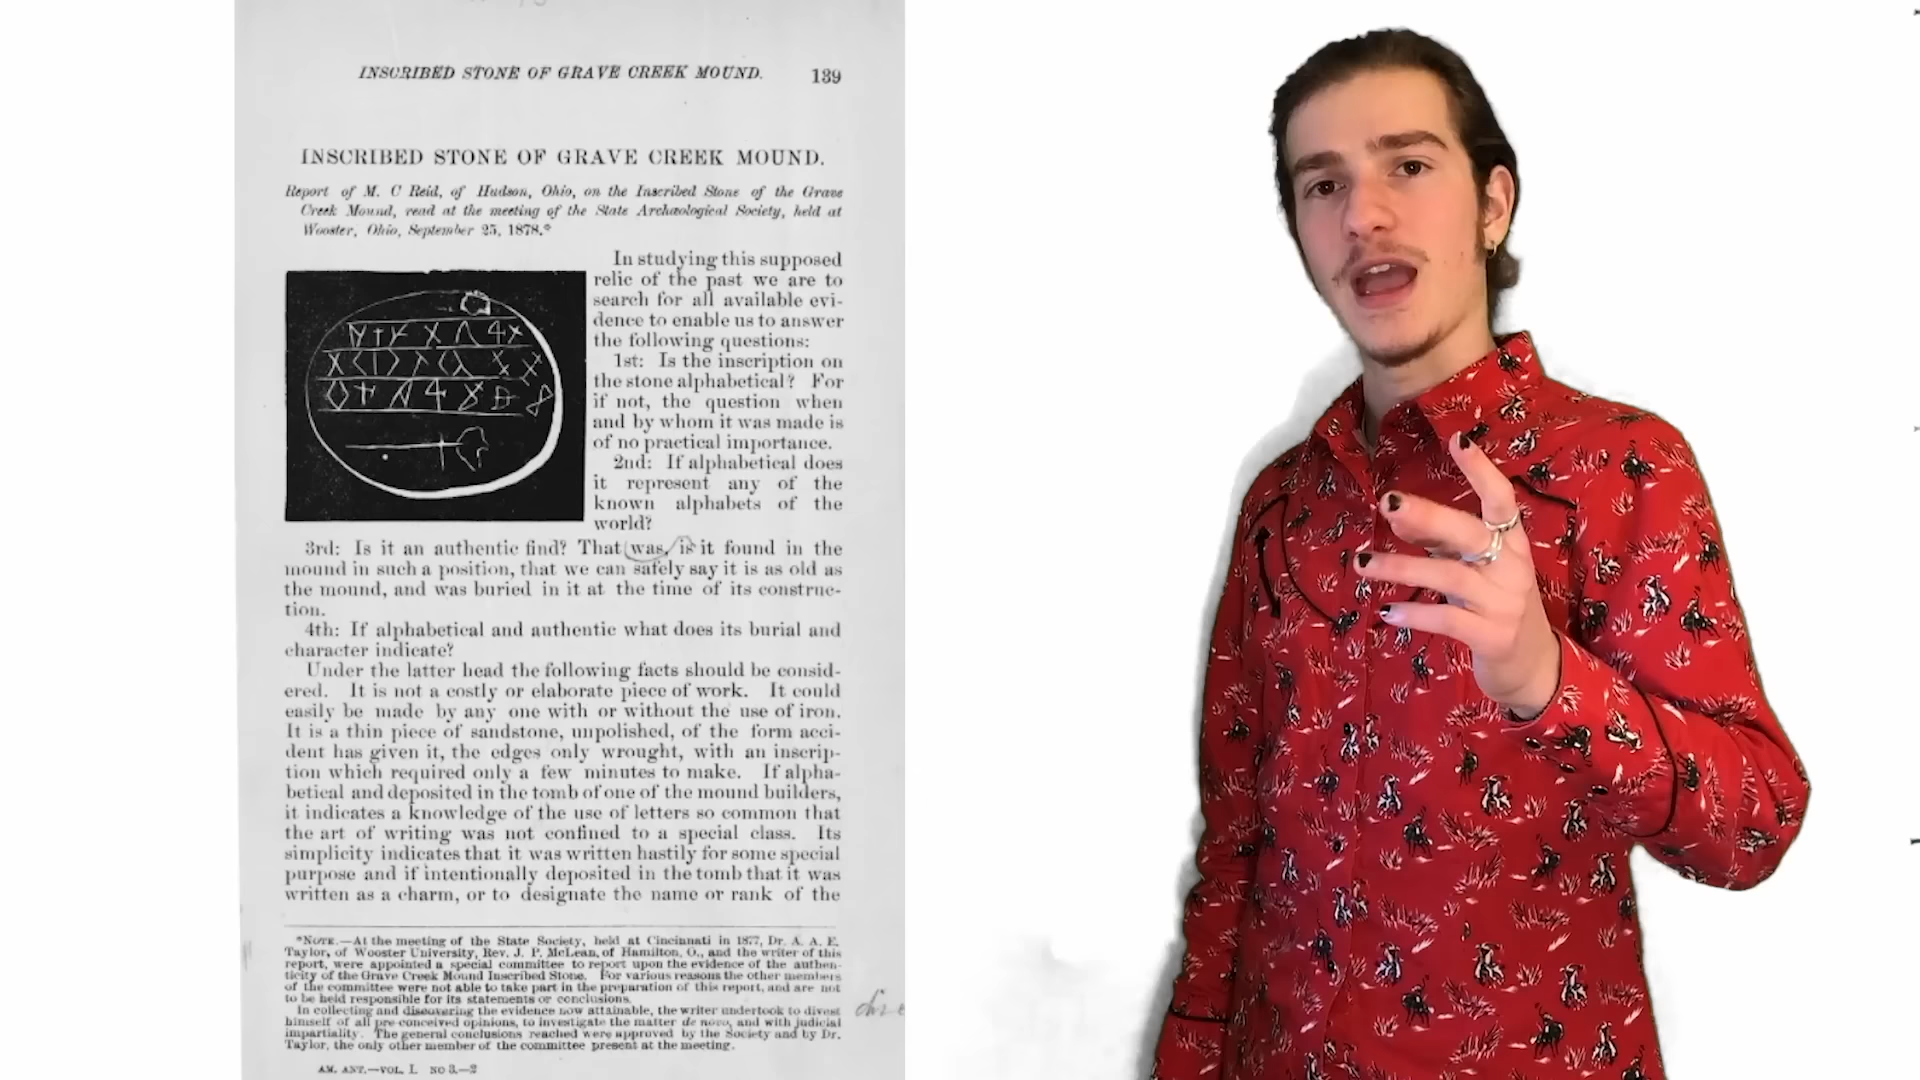 INSCRIBED STONE OF GRAVE CREEK MOUND. 139
INSCRIBED STONE OF GRAVE CREEK MOUND.
Report of M. C Reid, of Hudson, Ohio, on the Inscribed Stone of the Grave
Creek Mound, read at the meeting of the State Archæological Society, held at
Wooster, Ohio, September 25, 1878.*
In studying this supposed
relic of the past we are to
search for all available evi-
dence to enable us to answer
the following questions:
1st: Is the inscription on
the stone alphabetical? For
if not, the question when
and by whom it was made is
of no practical importance.
2nd: If alphabetical does
it represent any of the
known alphabets of the
world?
3rd: Is it an authentic find? That was, is it found in the
mound in such a position, that we can safely say it is as old as
the mound, and was buried in it at the time of its construc-
tion.
4th: If alphabetical and authentic what does its burial and
character indicate?
Under the latter head the following facts should be consid-
ered. It is not a costly or elaborate piece of work. It could
easily be made by any one with or without the use of iron.
It is a thin piece of sandstone, unpolished, of the form acci-
dent has given it, the edges only wrought, with an inscrip-
tion which required only a few minutes to make. If alpha-
betical and deposited in the tomb of one of the mound builders,
it indicates a knowledge of the use of letters so common that
the art of writing was not confined to a special class. Its
simplicity indicates that it was written hastily for some special
purpose and if intentionally deposited in the tomb that it was
written as a charm, or to designate the name or rank of the
*NOTE.—At the meeting of the State Society, held at Cincinnati in 1877, Dr. A. A. E.
Taylor, of Wooster University, Rev. J. P. McLean, of Hamilton, O., and the writer of this
report, were appointed a special committee to report upon the evidence of the authen-
ticity of the Grave Creek Mound Inscribed Stone. For various reasons the other members
of the committee were not able to take part in the preparation of this report, and are not
to be held responsible for its statements or conclusions.
In collecting and discovering the evidence now attainable, the writer undertook to divest
himself of all pre-conceived opinions, to investigate the matter de novo, and with judicial
impartiality. The general conclusions reached were approved by the Society and by Dr.
Taylor, the only other member of the committee present at the meeting.
AM. ANT.—VOL. I. NO 3.—2